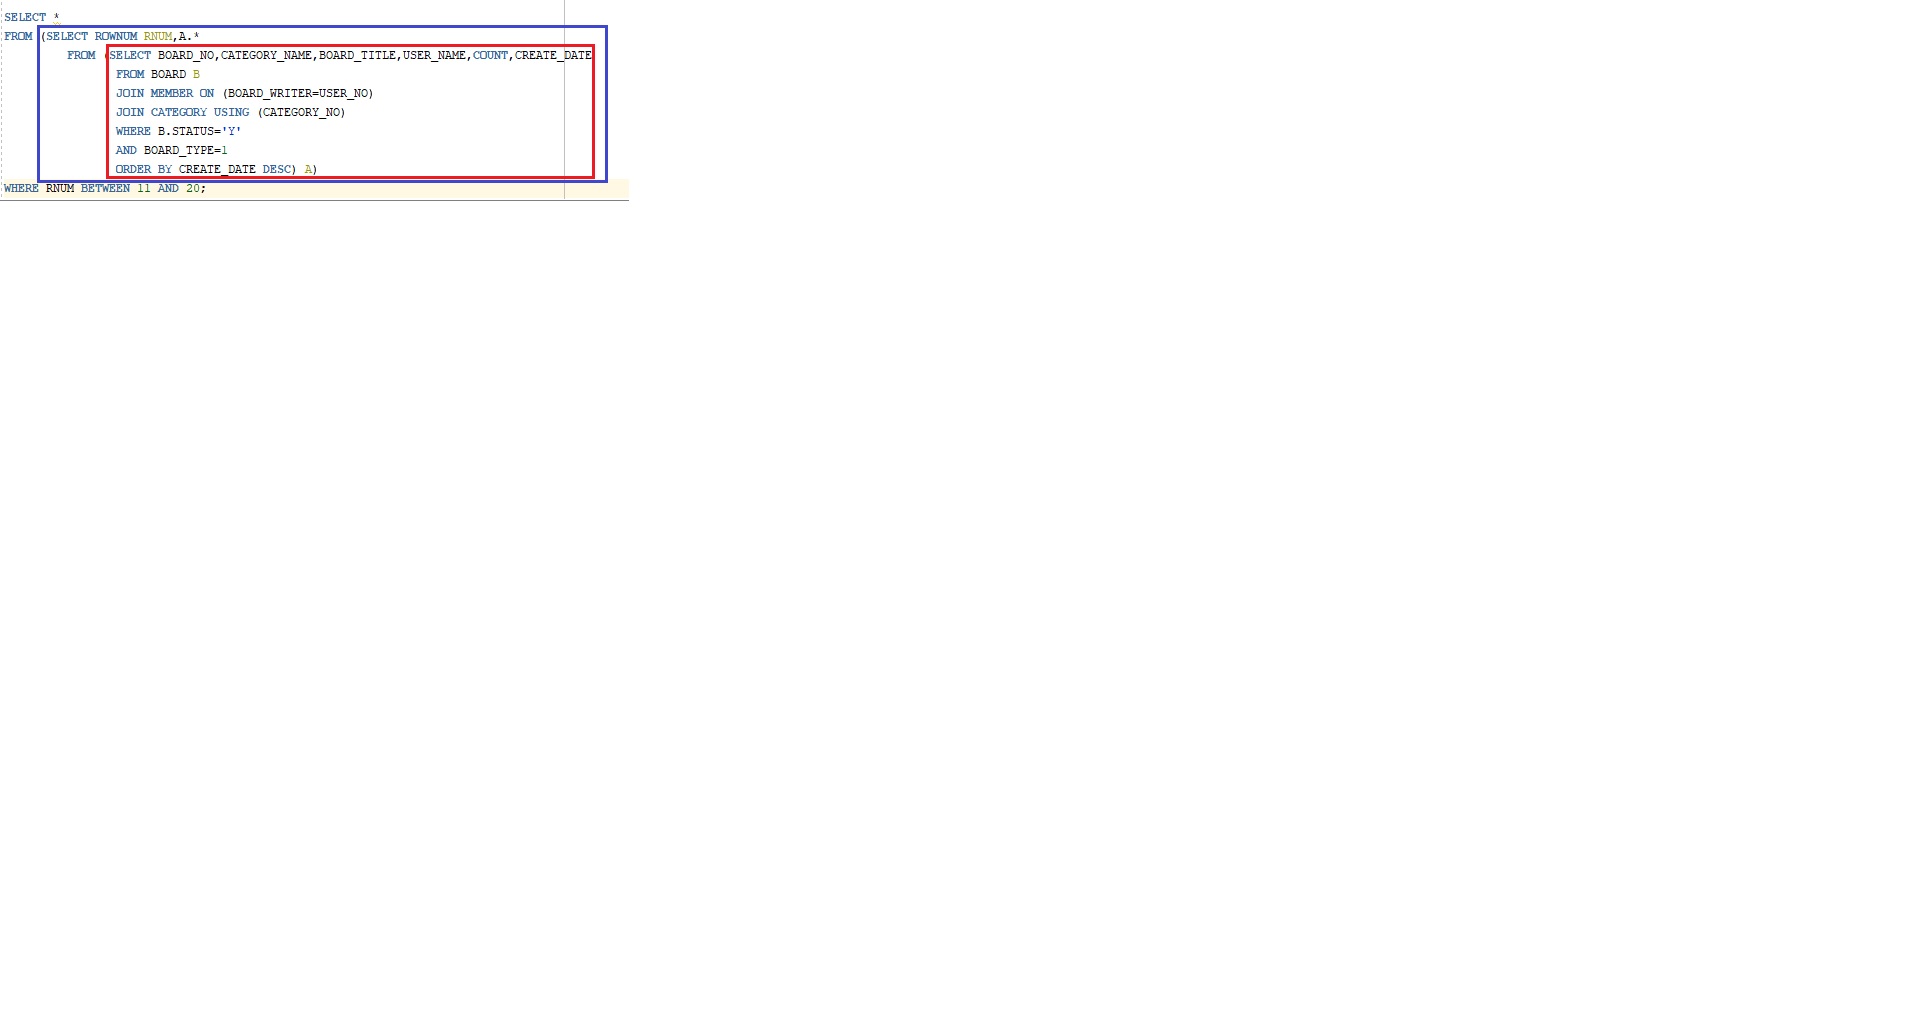 SELECT *
FROM (SELECT ROWNUM RNUM,A.*
FROM (SELECT BOARD_NO,CATEGORY_NAME,BOARD_TITLE,USER_NAME,COUNT,CREATE_DATE
FROM BOARD B
JOIN MEMBER ON (BOARD_WRITER=USER_NO)
JOIN CATEGORY USING (CATEGORY_NO)
WHERE B.STATUS='Y'
AND BOARD_TYPE=1
ORDER BY CREATE_DATE DESC) A)
WHERE RNUM BETWEEN 11 AND 20;